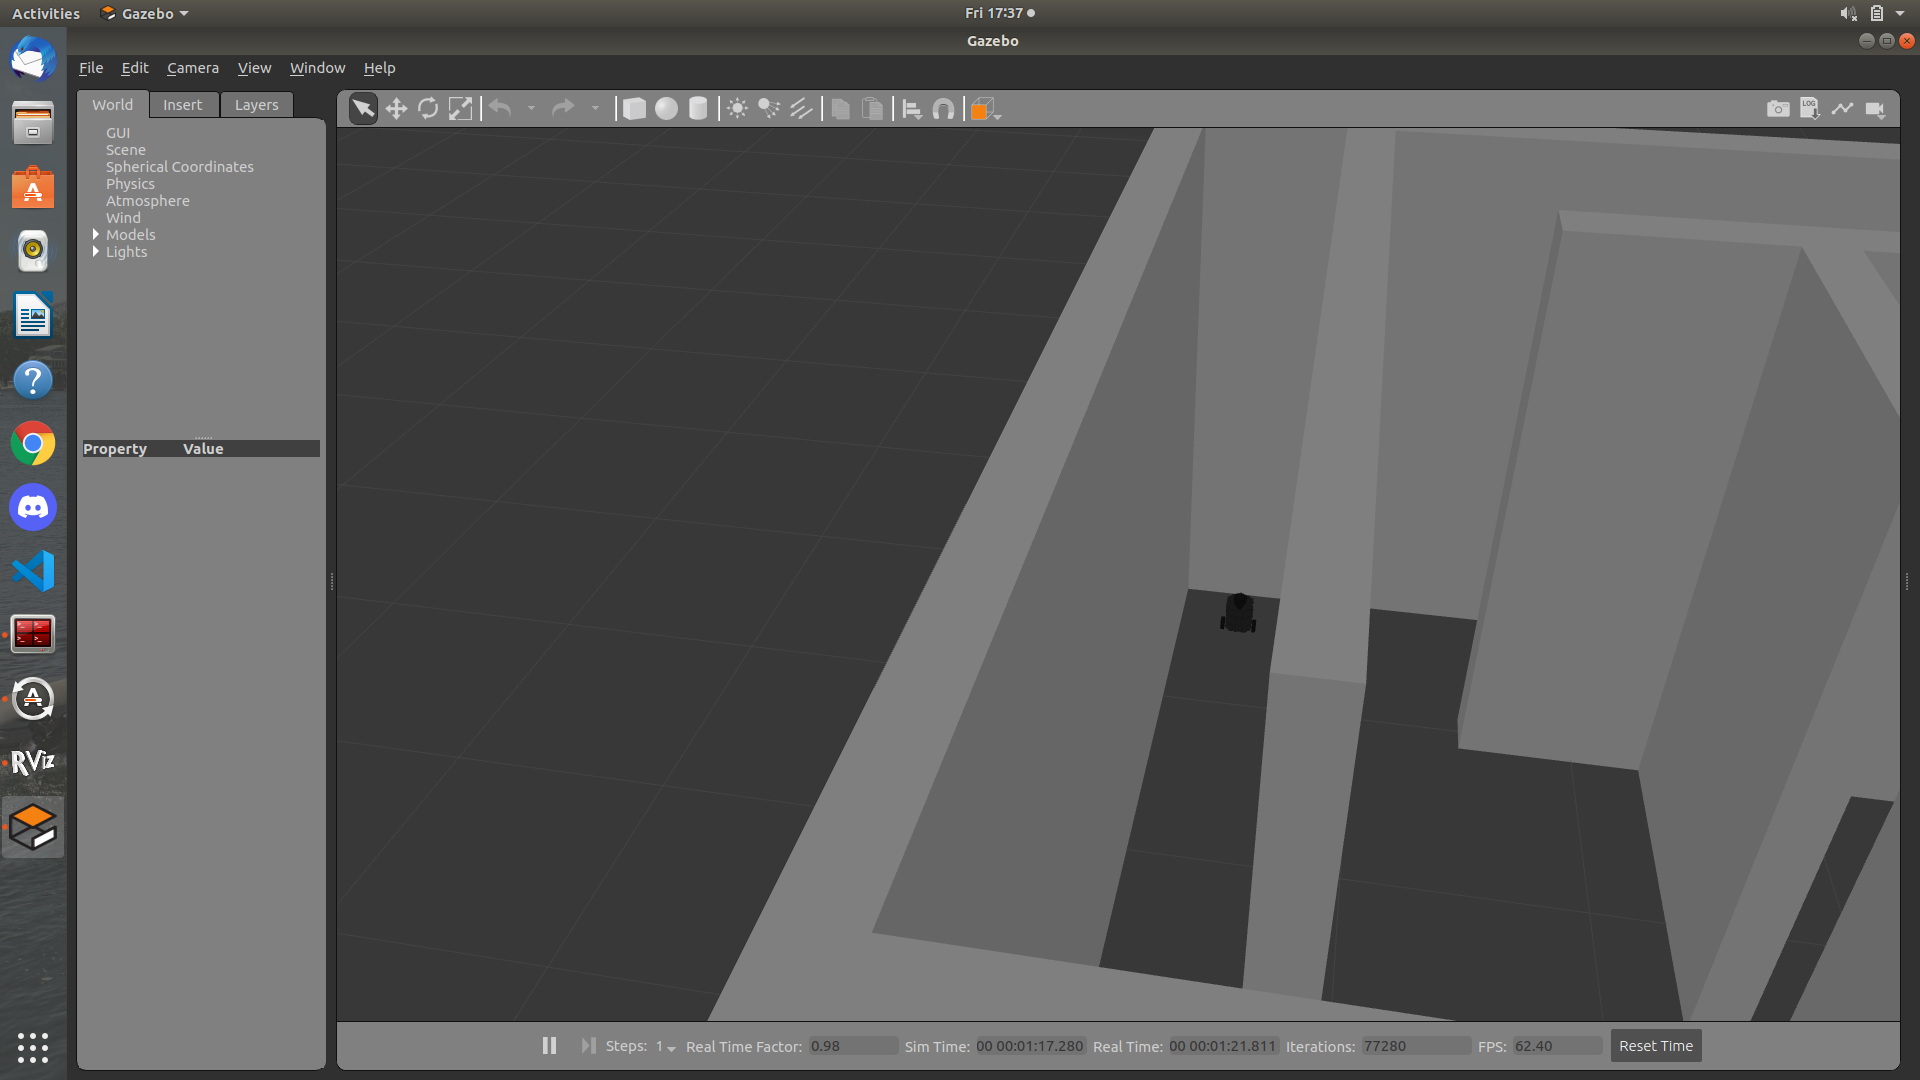 Activities Gazebo Fri 17:37
Gazebo
File Edit Camera View Window Help
World Insert Layers
GUI
Scene
Spherical Coordinates
Physics
Atmosphere
Wind
Models
Lights
Property Value
LOG
RViz
Steps: 1 Real Time Factor: 0.98 Sim Time: 00 00:01:17.280 Real Time: 00 00:01:21.811 Iterations: 77280 FPS: 62.40 Reset Time